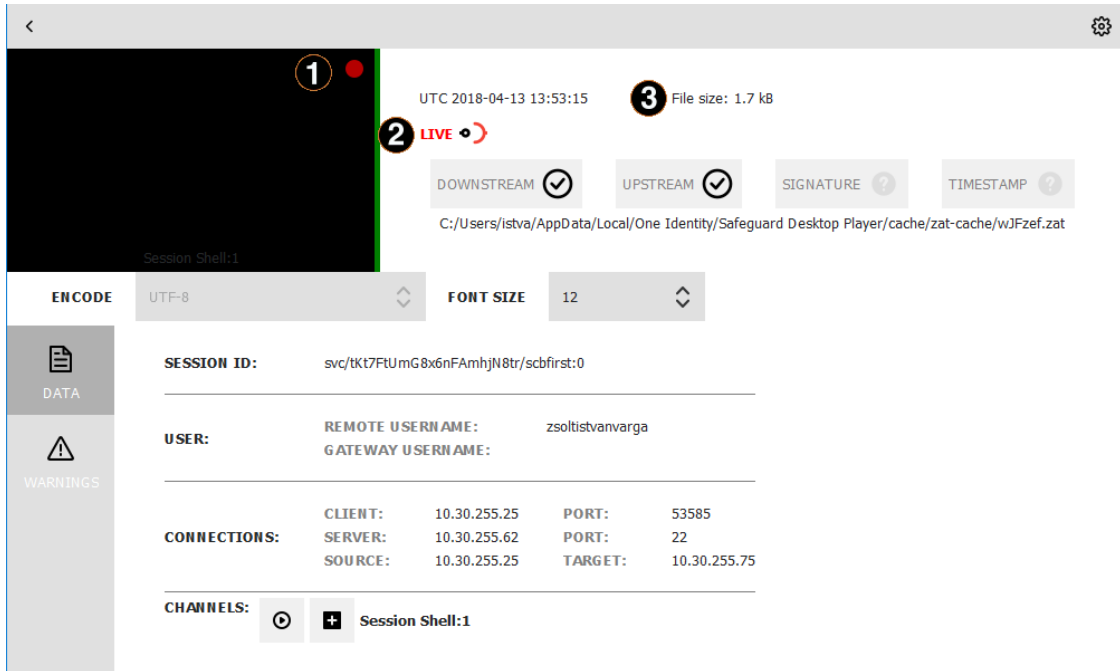 1
UTC 2018-04-13 13:53:15
3
File size: 1.7 kB
2
LIVE
DOWNSTREAM
UPSTREAM
SIGNATURE ?
TIMESTAMP ?
C:/Users/istva/AppData/Local/One Identity/Safeguard Desktop Player/cache/zat-cache/wJFzef.zat
Session Shell:1
ENCODE
UTF-8
FONT SIZE
12
DATA
WARNINGS
SESSION ID:
svc/tKt7FtUmG8x6nFAmhjN8tr/scbfirst:0
USER:
REMOTE USERNAME: zsoltistvanvarga
GATEWAY USERNAME:
CONNECTIONS:
CLIENT: 10.30.255.25 PORT: 53585
SERVER: 10.30.255.62 PORT: 22
SOURCE: 10.30.255.25 TARGET: 10.30.255.75
CHANNELS:
Session Shell:1